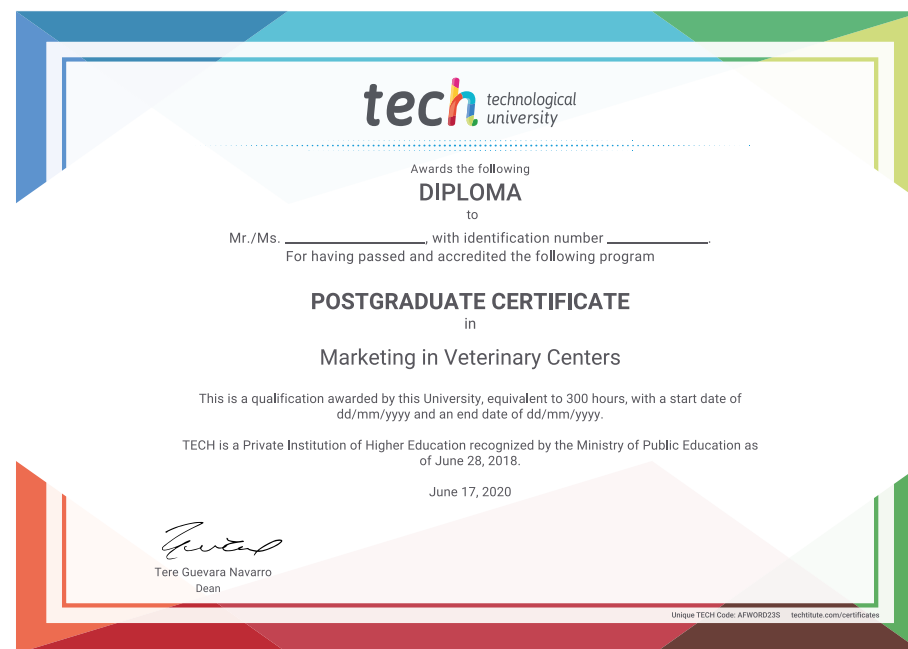 tech technological
university
Awards the following
DIPLOMA
to
Mr./Ms. ____________, with identification number ____________.
For having passed and accredited the following program
POSTGRADUATE CERTIFICATE
in
Marketing in Veterinary Centers
This is a qualification awarded by this University, equivalent to 300 hours, with a start date of
dd/mm/yyyy and an end date of dd/mm/yyyy.
TECH is a Private Institution of Higher Education recognized by the Ministry of Public Education as
of June 28, 2018.
June 17, 2020
Tere Guevara Navarro
Dean
Unique TECH Code: AFWORD23S techtitute.com/certificates